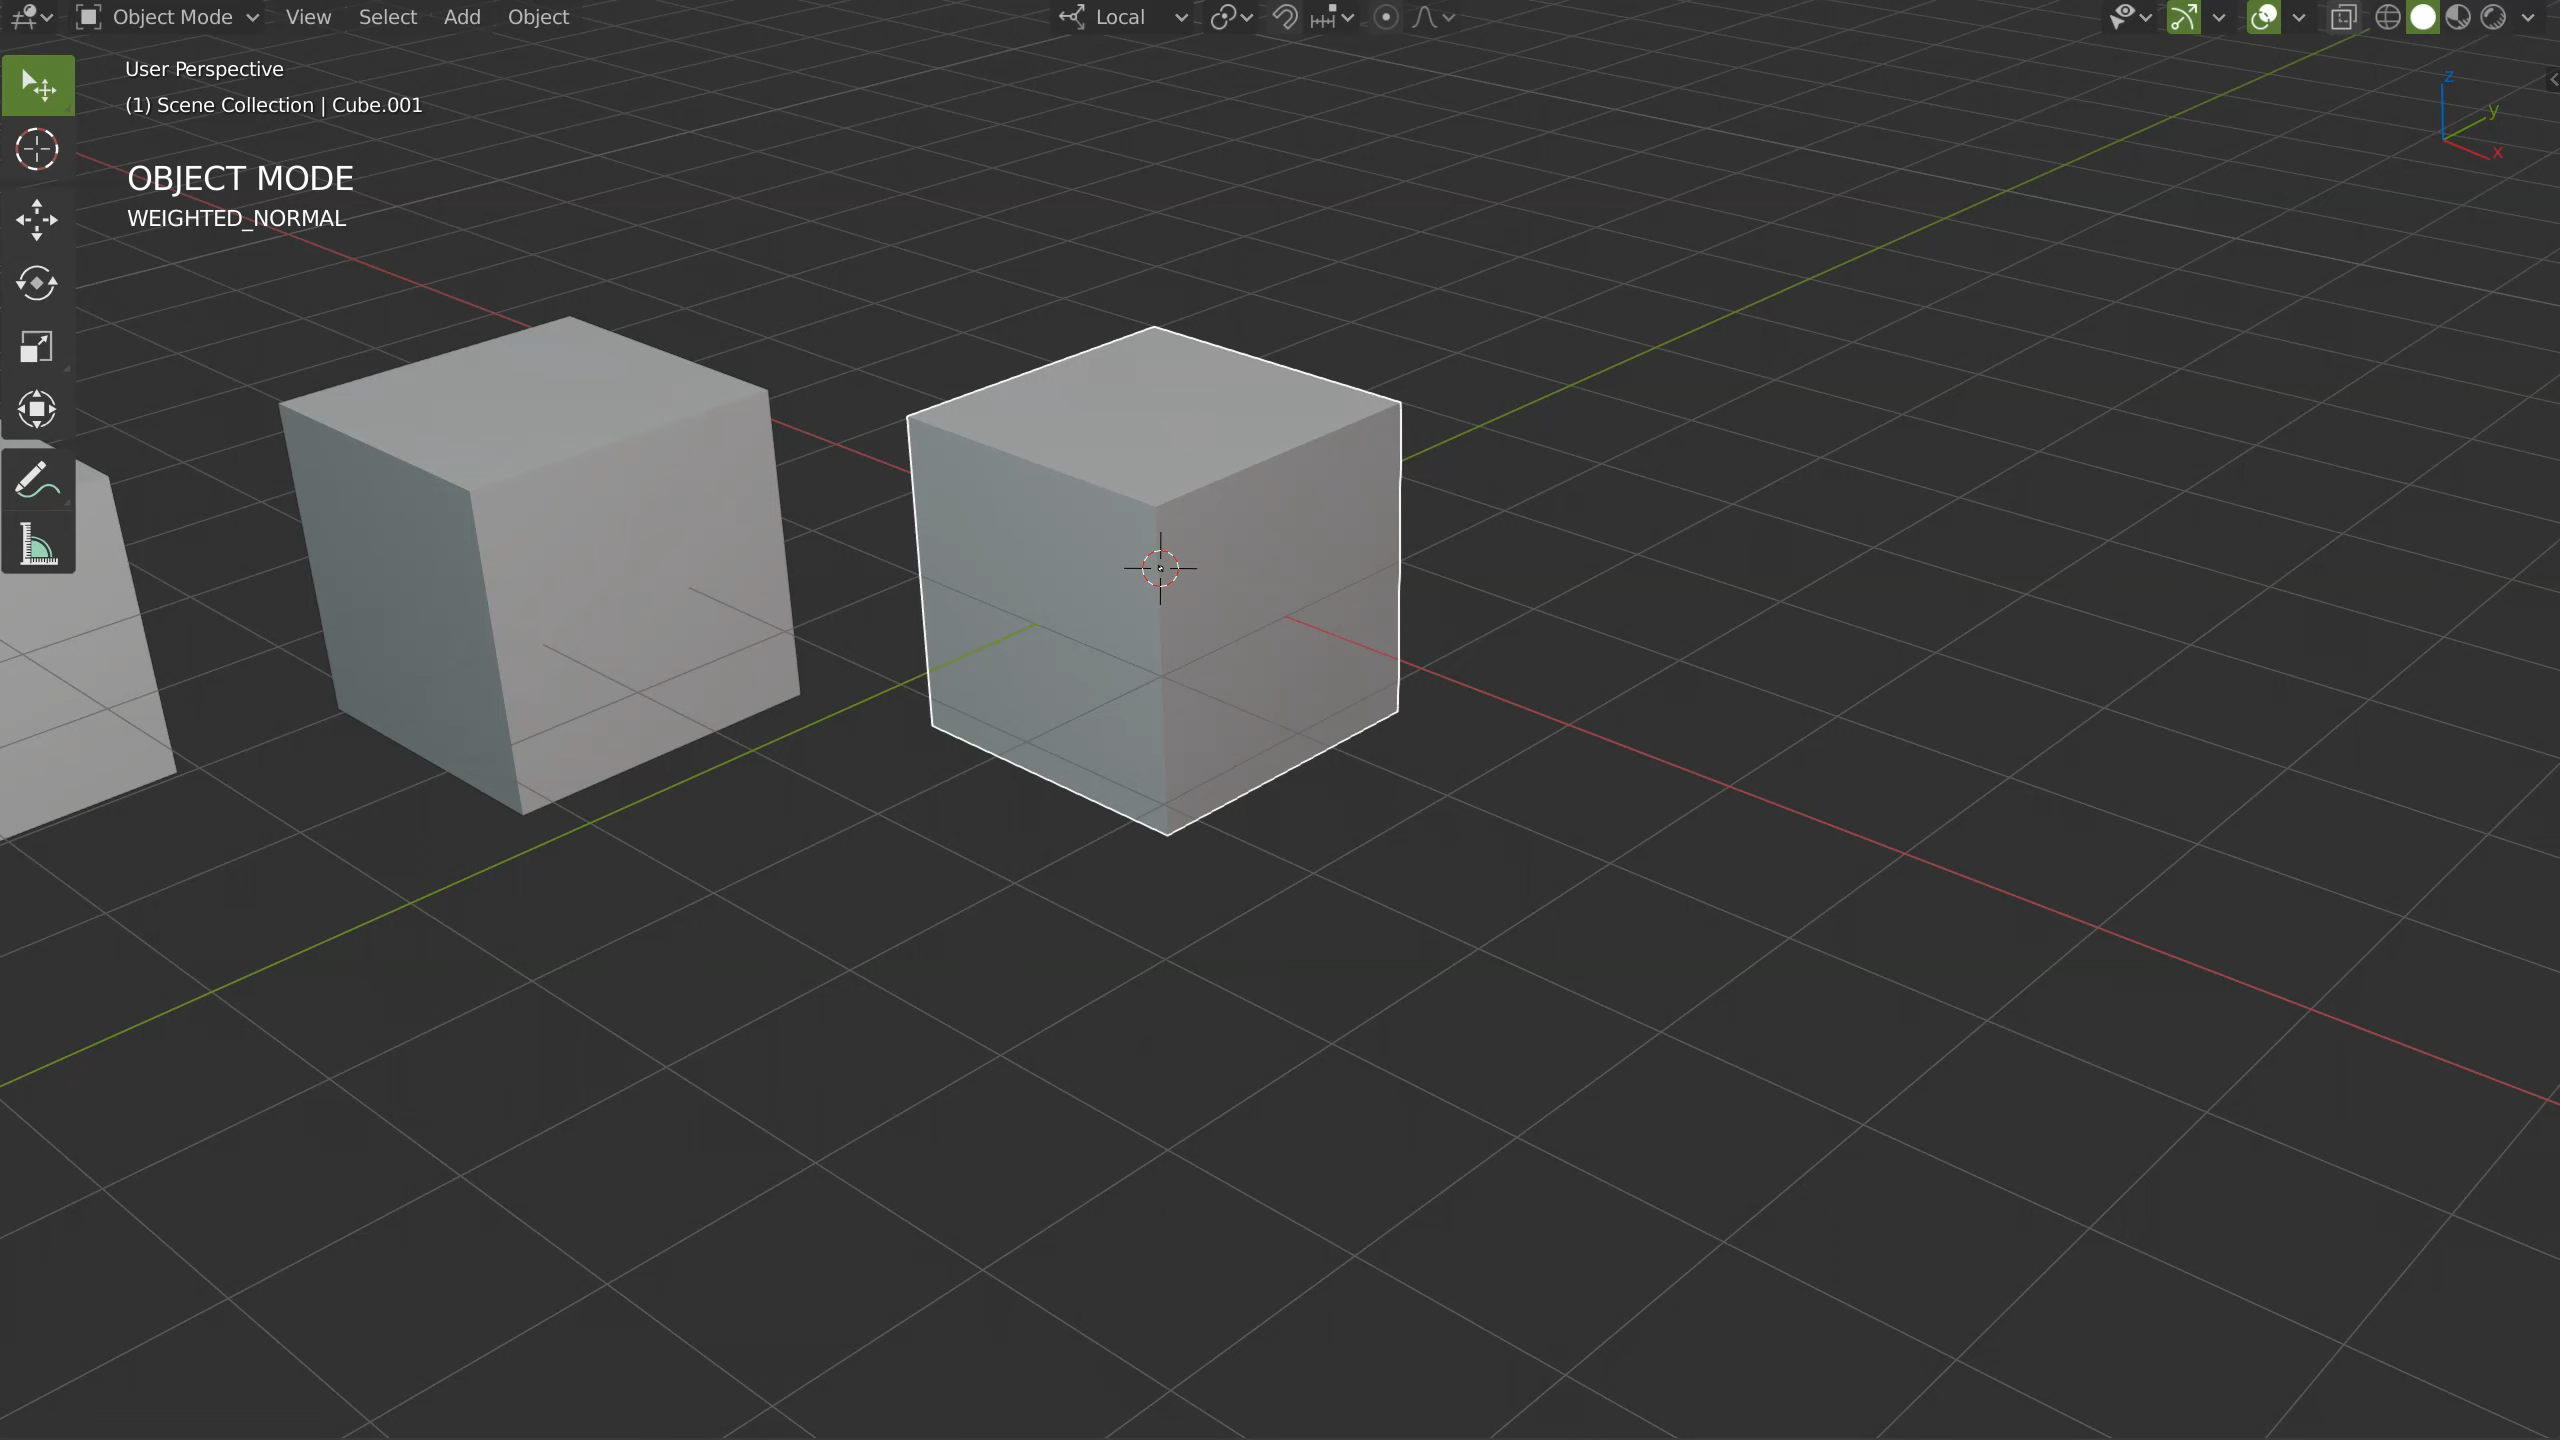 Object Mode View Select Add Object Local
User Perspective
(1) Scene Collection | Cube.001
OBJECT MODE
WEIGHTED_NORMAL
z
y
x